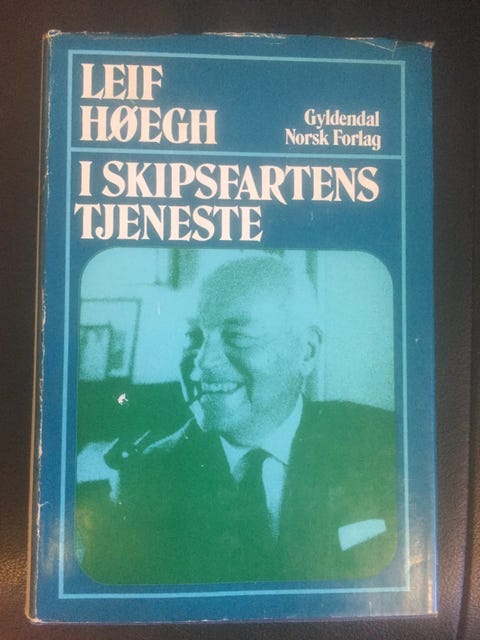 LEIF
HØEGH
Gyldendal
Norsk Forlag
I SKIPSFARTENS
TJENESTE